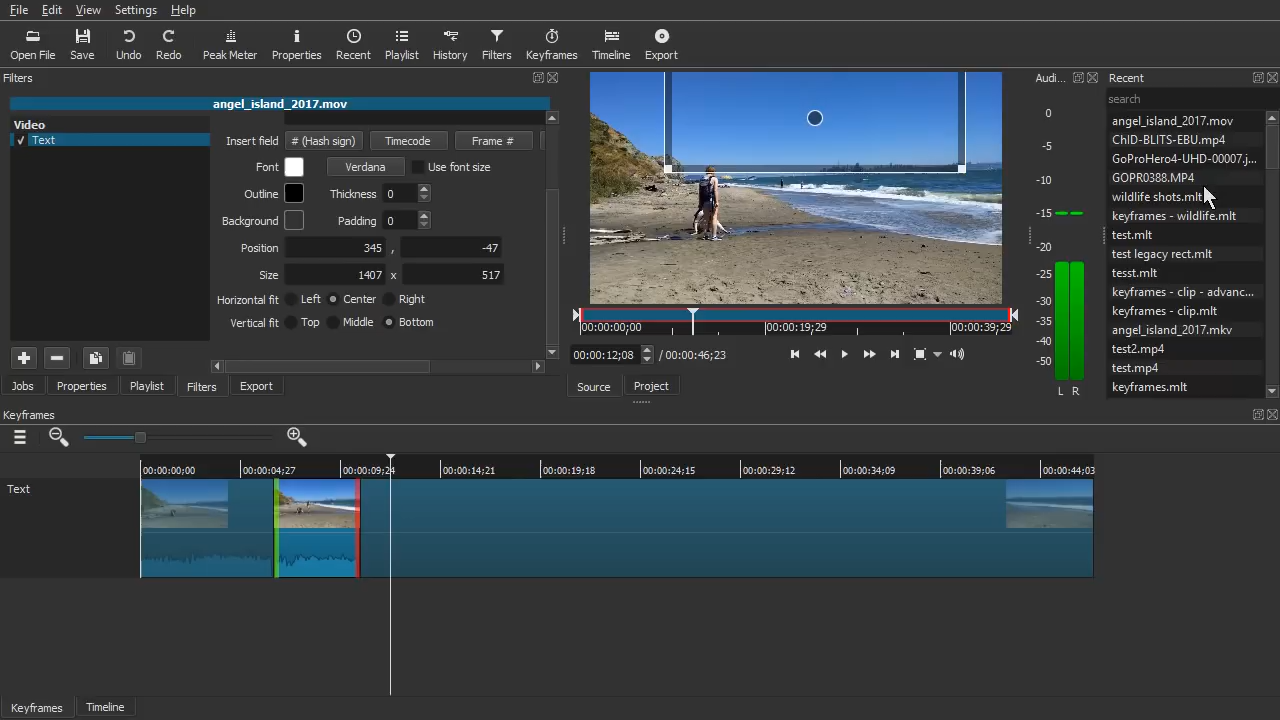 File Edit View Settings Help
Open File Save Undo Redo Peak Meter Properties Recent Playlist History Filters Keyframes Timeline Export
Filters
angel_island_2017.mov
Video
✓ Text
Insert field # (Hash sign) Timecode Frame #
Font Verdana Use font size
Outline Thickness 0
Background Padding 0
Position 345 , -47
Size 1407 x 517
Horizontal fit Left Center Right
Vertical fit Top Middle Bottom
Jobs Properties Playlist Filters Export
00:00:00;00 00:00:19;29 00:00:39;29
00:00:12;08 / 00:00:46;23
Source Project
Audi...
0
-5
-10
-15
-20
-25
-30
-35
-40
-50
L R
Recent
search
angel_island_2017.mov
ChID-BLITS-EBU.mp4
GoProHero4-UHD-00007.j...
GOPR0388.MP4
wildlife shots.mlt
keyframes - wildlife.mlt
test.mlt
test legacy rect.mlt
tesst.mlt
keyframes - clip - advanc...
keyframes - clip.mlt
angel_island_2017.mkv
test2.mp4
test.mp4
keyframes.mlt
Keyframes
00:00:00;00 00:00:04;27 00:00:09;24 00:00:14;21 00:00:19;18 00:00:24;15 00:00:29;12 00:00:34;09 00:00:39;06 00:00:44;03
Text
Keyframes Timeline